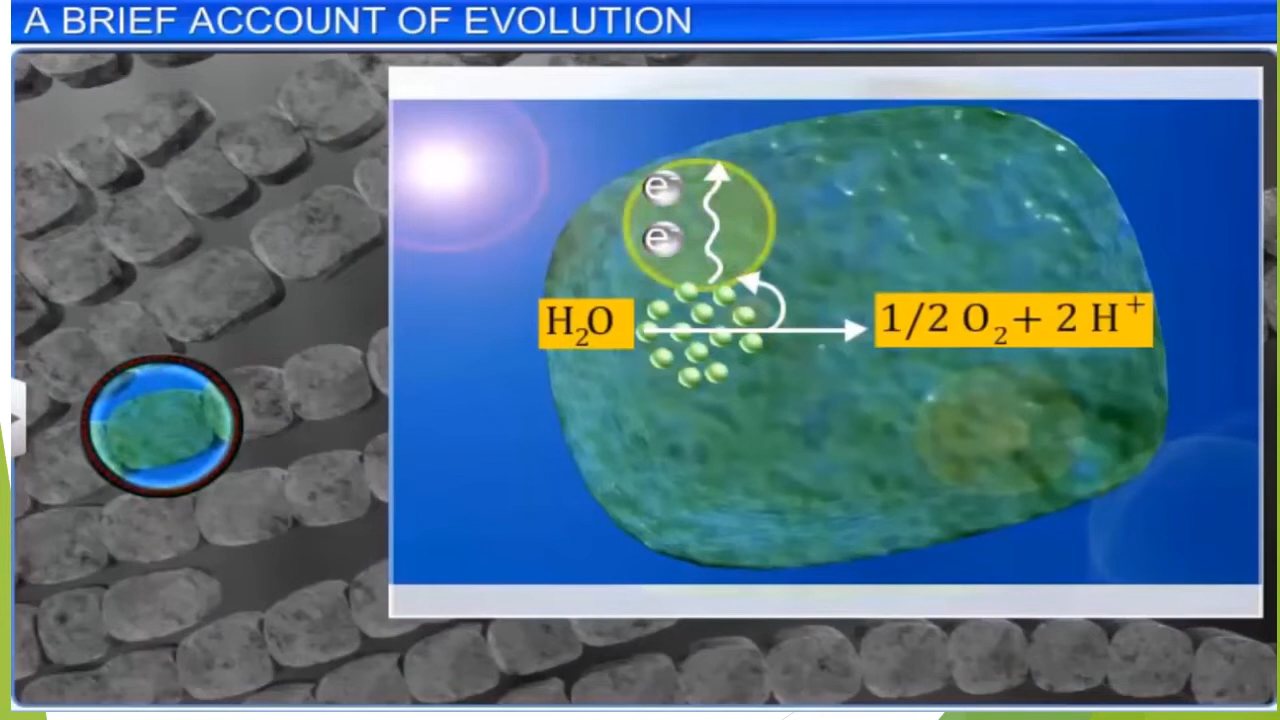 A BRIEF ACCOUNT OF EVOLUTION
e⁻
e⁻
H₂O
1/2 O₂ + 2 H⁺